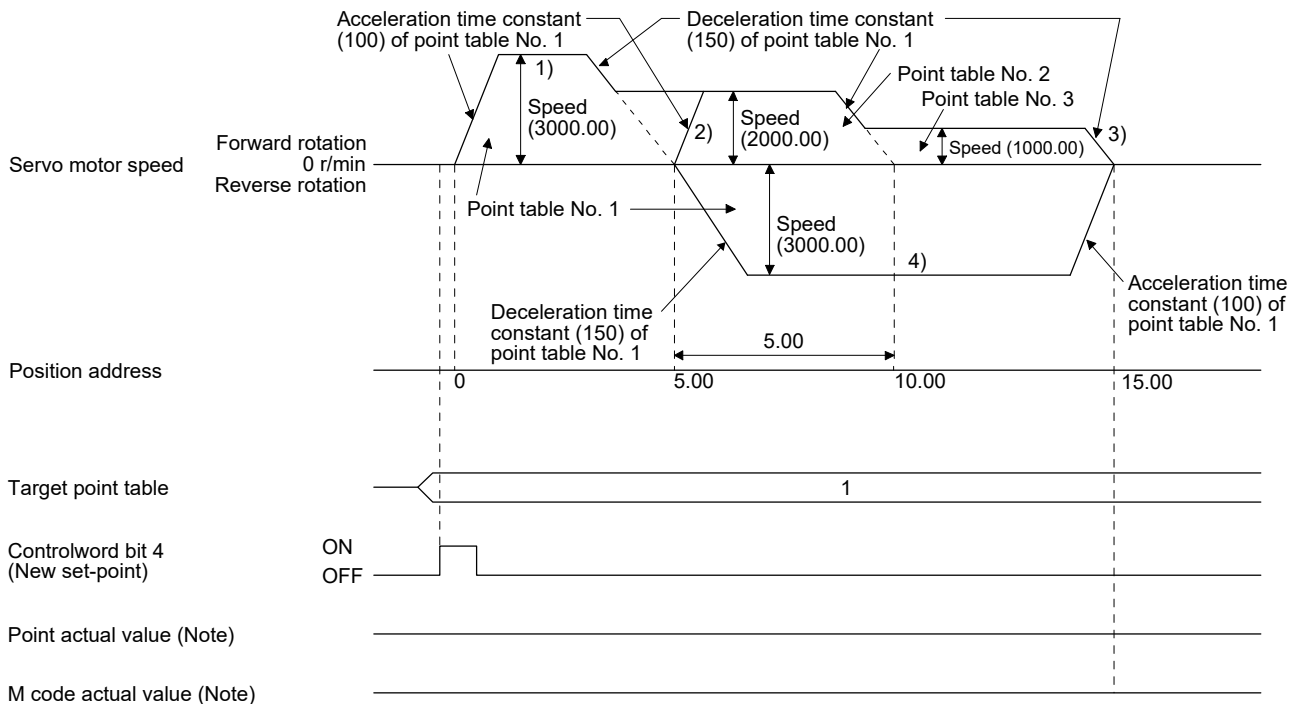 Acceleration time constant
(100) of point table No. 1
Deceleration time constant
(150) of point table No. 1
1)
Speed
(3000.00)
2)
Speed
(2000.00)
Point table No. 2
Point table No. 3
Speed (1000.00)
3)
Servo motor speed
Forward rotation
0 r/min
Reverse rotation
Point table No. 1
Speed
(3000.00)
4)
Deceleration time
constant (150) of
point table No. 1
Acceleration time
constant (100) of
point table No. 1
5.00
Position address
0
5.00
10.00
15.00
Target point table
1
Controlword bit 4
(New set-point)
ON
OFF
Point actual value (Note)
M code actual value (Note)